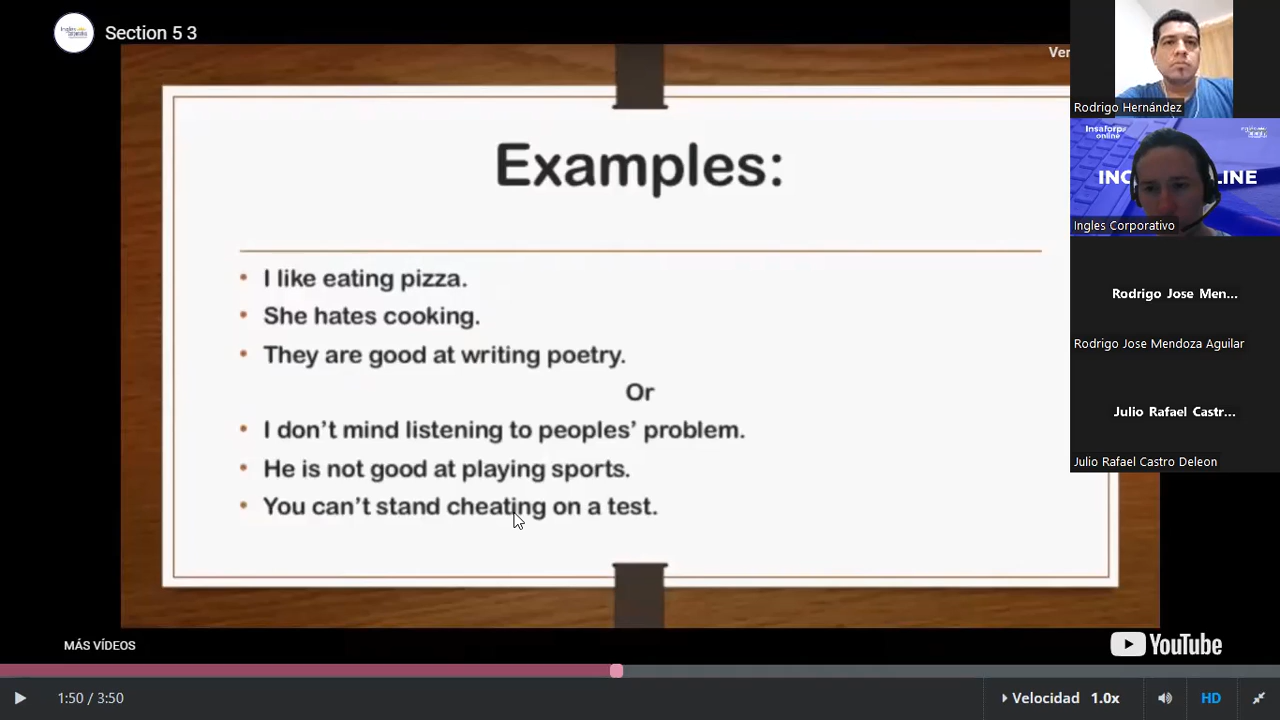 Section 5 3
Ver
Examples:
• I like eating pizza.
• She hates cooking.
• They are good at writing poetry.
Or
• I don't mind listening to peoples' problem.
• He is not good at playing sports.
• You can't stand cheating on a test.
Rodrigo Hernández
Insaforp
online
Ingles Corporativo
Rodrigo Jose Men...
Rodrigo Jose Mendoza Aguilar
Julio Rafael Castr...
Julio Rafael Castro Deleon
MÁS VÍDEOS
YouTube
1:50 / 3:50
Velocidad 1.0x
HD